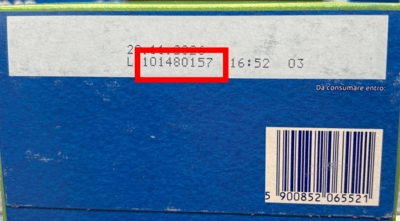 L 101480157 16:52 03
Da consumare entro:
5 900852 065521